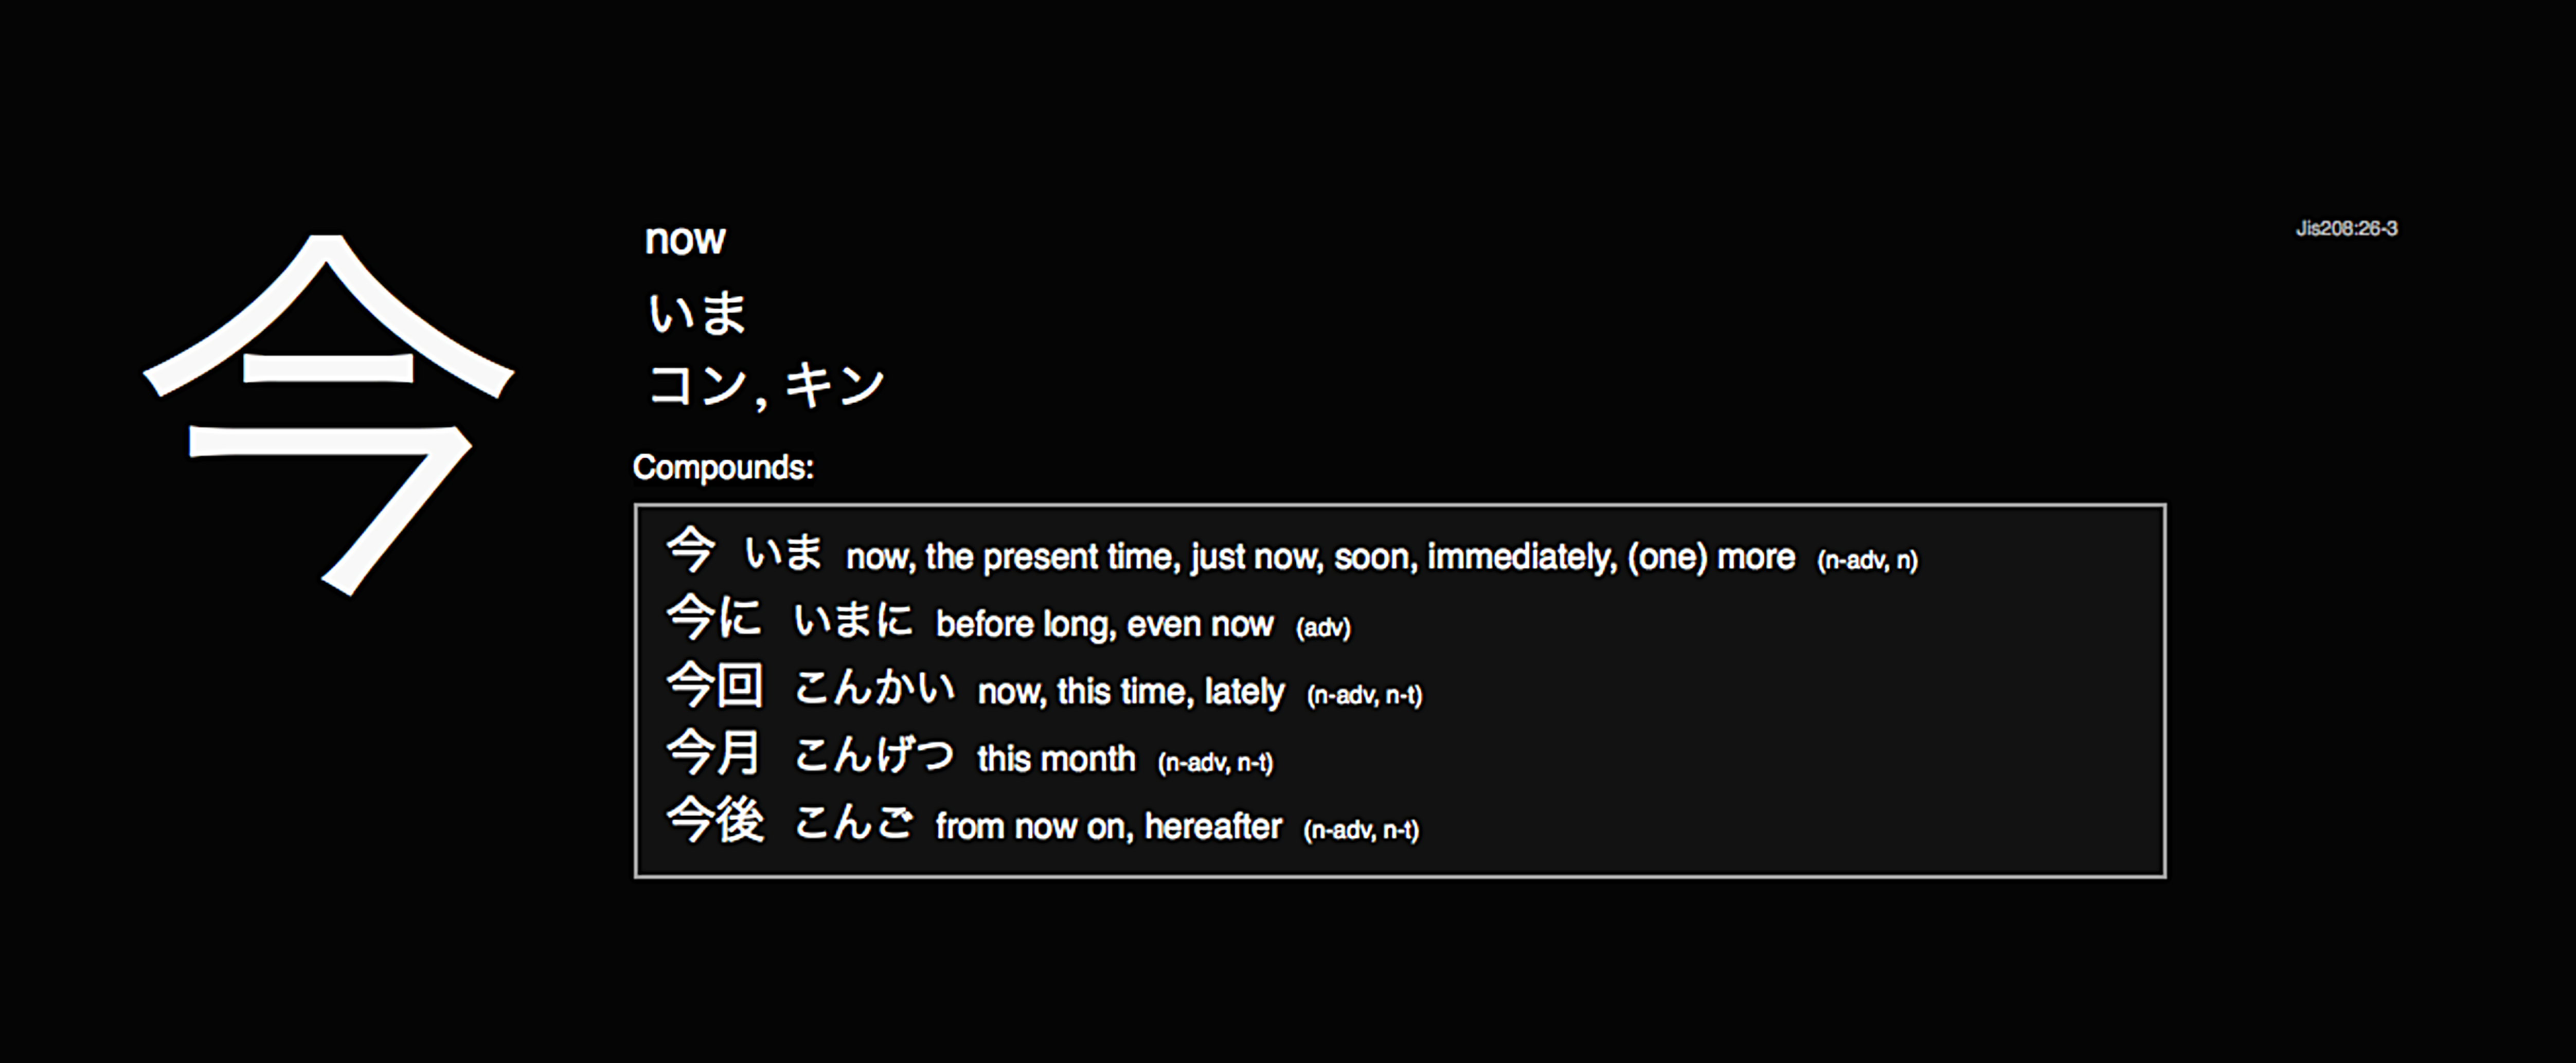 今
now
いま
コン, キン
Jis208:26-3
Compounds:
今 いま now, the present time, just now, soon, immediately, (one) more (n-adv, n)
今に いまに before long, even now (adv)
今回 こんかい now, this time, lately (n-adv, n-t)
今月 こんげつ this month (n-adv, n-t)
今後 こんご from now on, hereafter (n-adv, n-t)